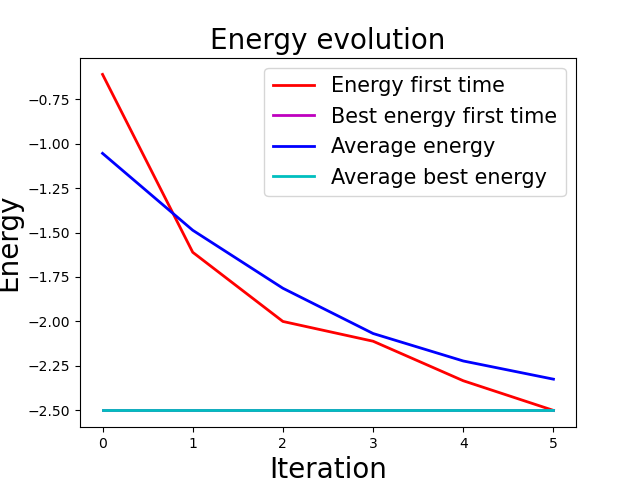 Energy evolution
Energy first time
Best energy first time
Average energy
Average best energy
Energy
−0.75
−1.00
−1.25
−1.50
−1.75
−2.00
−2.25
−2.50
0 1 2 3 4 5
Iteration